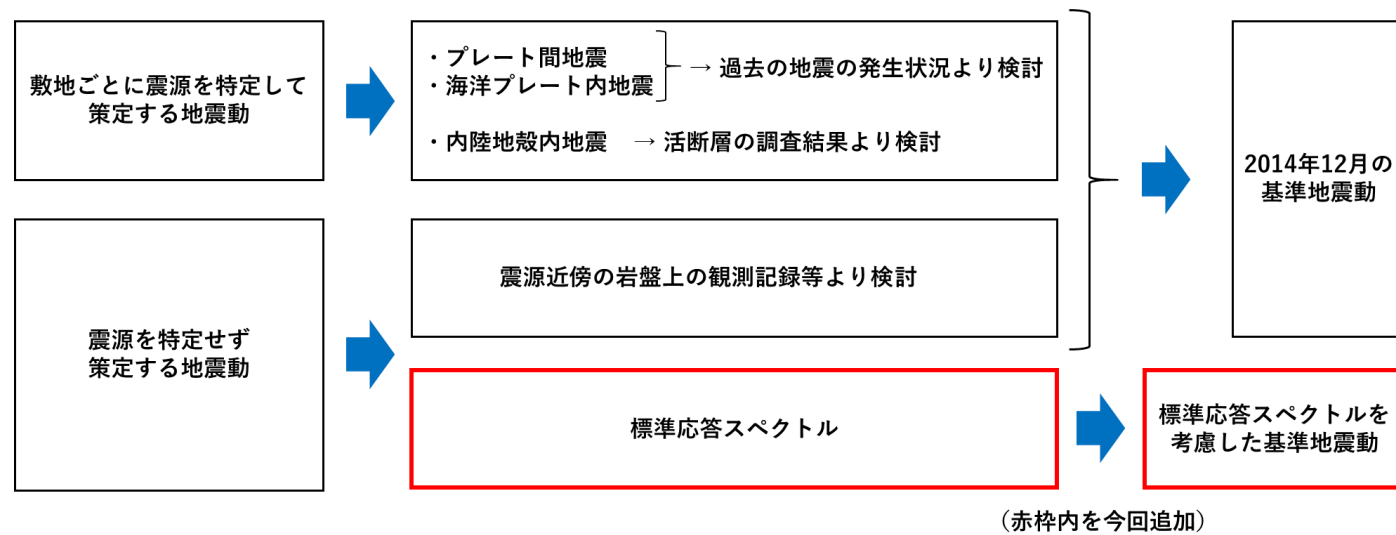 敷地ごとに震源を特定して
策定する地震動
・プレート間地震
・海洋プレート内地震
→ 過去の地震の発生状況より検討
・内陸地殻内地震 → 活断層の調査結果より検討
2014年12月の
基準地震動
震源を特定せず
策定する地震動
震源近傍の岩盤上の観測記録等より検討
標準応答スペクトル
標準応答スペクトルを
考慮した基準地震動
（赤枠内を今回追加）